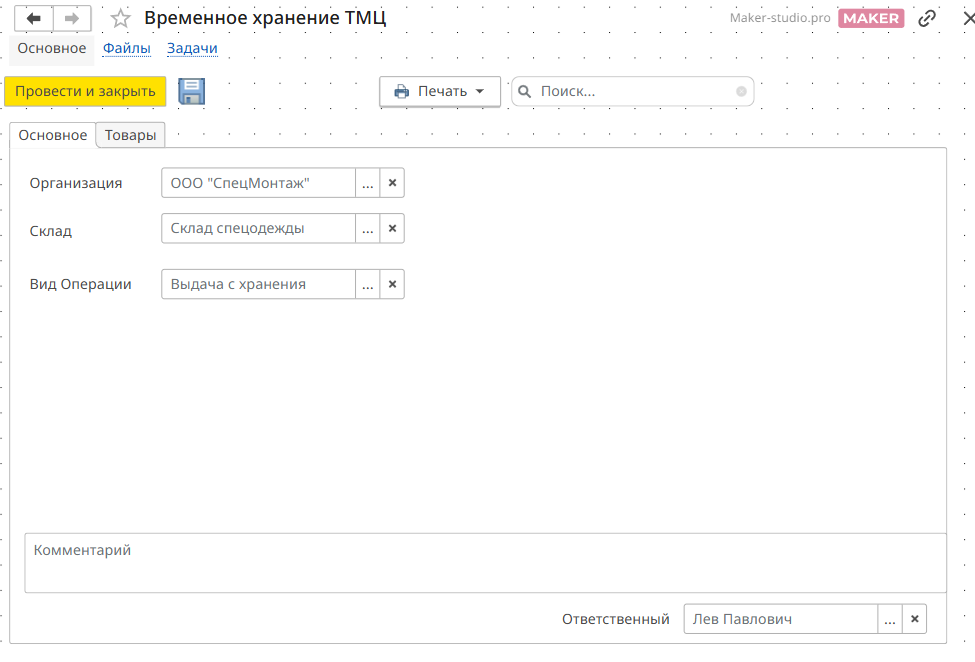 Временное хранение ТМЦ Maker-studio.pro MAKER
Основное Файлы Задачи
Провести и закрыть Печать Поиск...
Основное Товары
Организация ООО "СпецМонтаж" ...
Склад Склад спецодежды ...
Вид Операции Выдача с хранения ...
Комментарий
Ответственный Лев Павлович ...